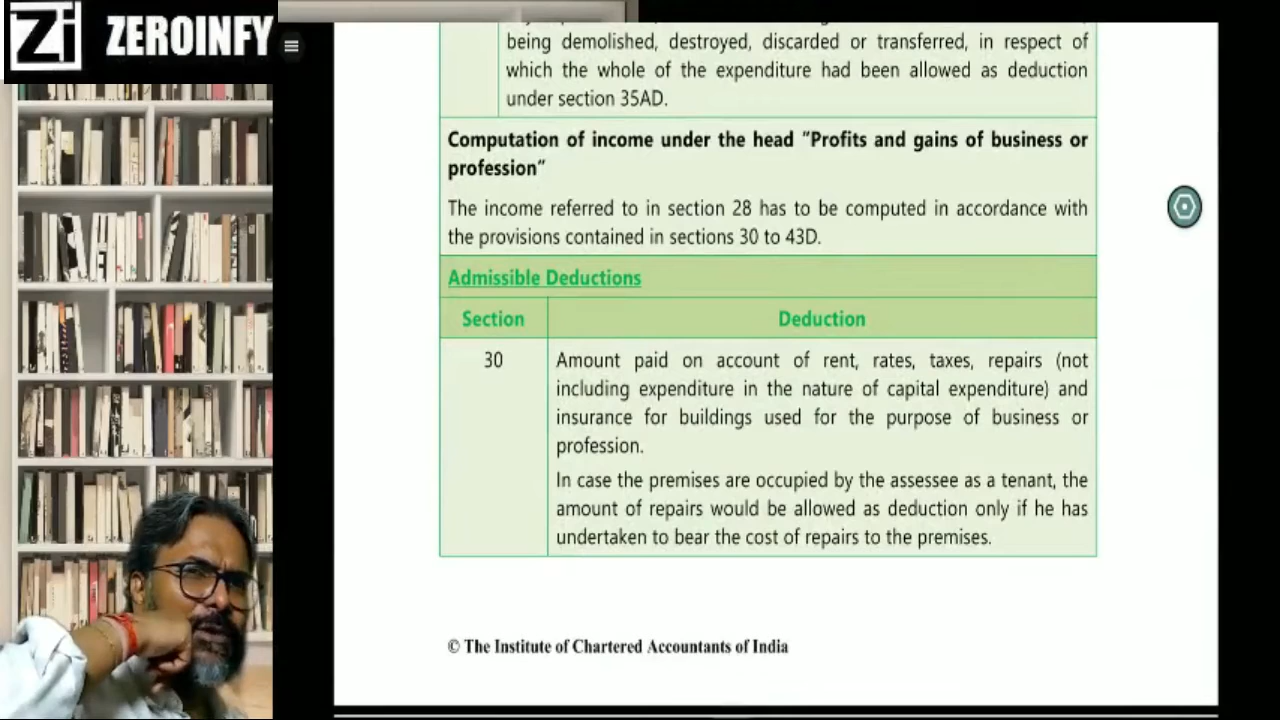 Zi ZEROINFY
being demolished, destroyed, discarded or transferred, in respect of
which the whole of the expenditure had been allowed as deduction
under section 35AD.
Computation of income under the head "Profits and gains of business or
profession"
The income referred to in section 28 has to be computed in accordance with
the provisions contained in sections 30 to 43D.
Admissible Deductions
Section Deduction
30 Amount paid on account of rent, rates, taxes, repairs (not
including expenditure in the nature of capital expenditure) and
insurance for buildings used for the purpose of business or
profession.
In case the premises are occupied by the assessee as a tenant, the
amount of repairs would be allowed as deduction only if he has
undertaken to bear the cost of repairs to the premises.
© The Institute of Chartered Accountants of India